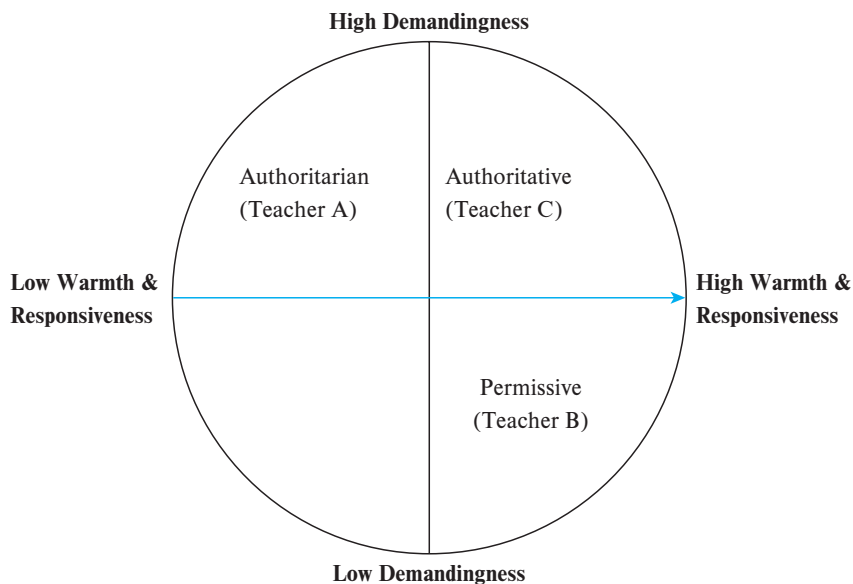 High Demandingness
Authoritarian
(Teacher A)
Authoritative
(Teacher C)
Low Warmth &
Responsiveness
High Warmth &
Responsiveness
Permissive
(Teacher B)
Low Demandingness